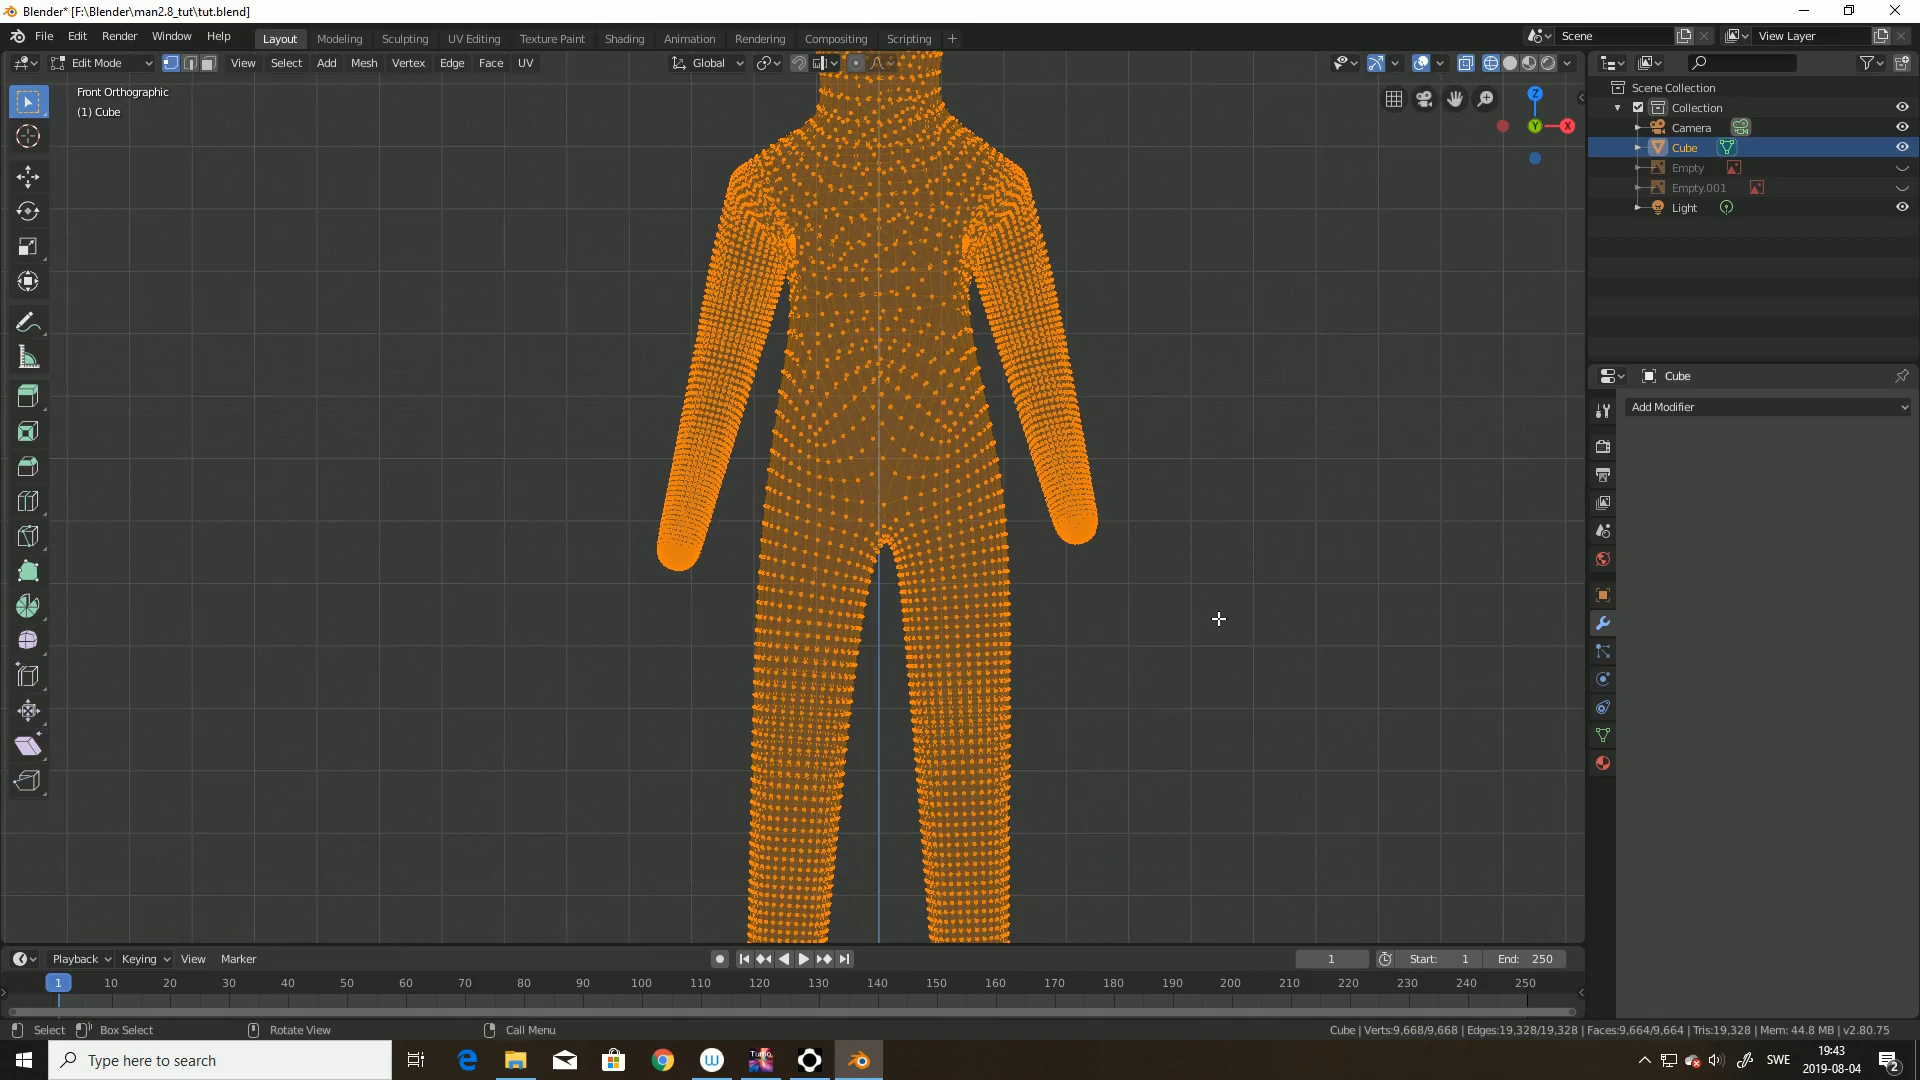 Blender* [F:\Blender\man2.8_tut\tut.blend]
File Edit Render Window Help
Layout Modeling Sculpting UV Editing Texture Paint Shading Animation Rendering Compositing Scripting +
Scene
View Layer
Edit Mode View Select Add Mesh Vertex Edge Face UV
Global
Front Orthographic
(1) Cube
Z
Y
X
Scene Collection
Collection
Camera
Cube
Empty
Empty.001
Light
Cube
Add Modifier
Playback Keying View Marker
1
Start: 1
End: 250
1 10 20 30 40 50 60 70 80 90 100 110 120 130 140 150 160 170 180 190 200 210 220 230 240 250
Select Box Select Rotate View Call Menu
Cube | Verts:9,668/9,668 | Edges:19,328/19,328 | Faces:9,664/9,664 | Tris:19,328 | Mem: 44.8 MB | v2.80.75
Type here to search
SWE
19:43
2019-08-04
2